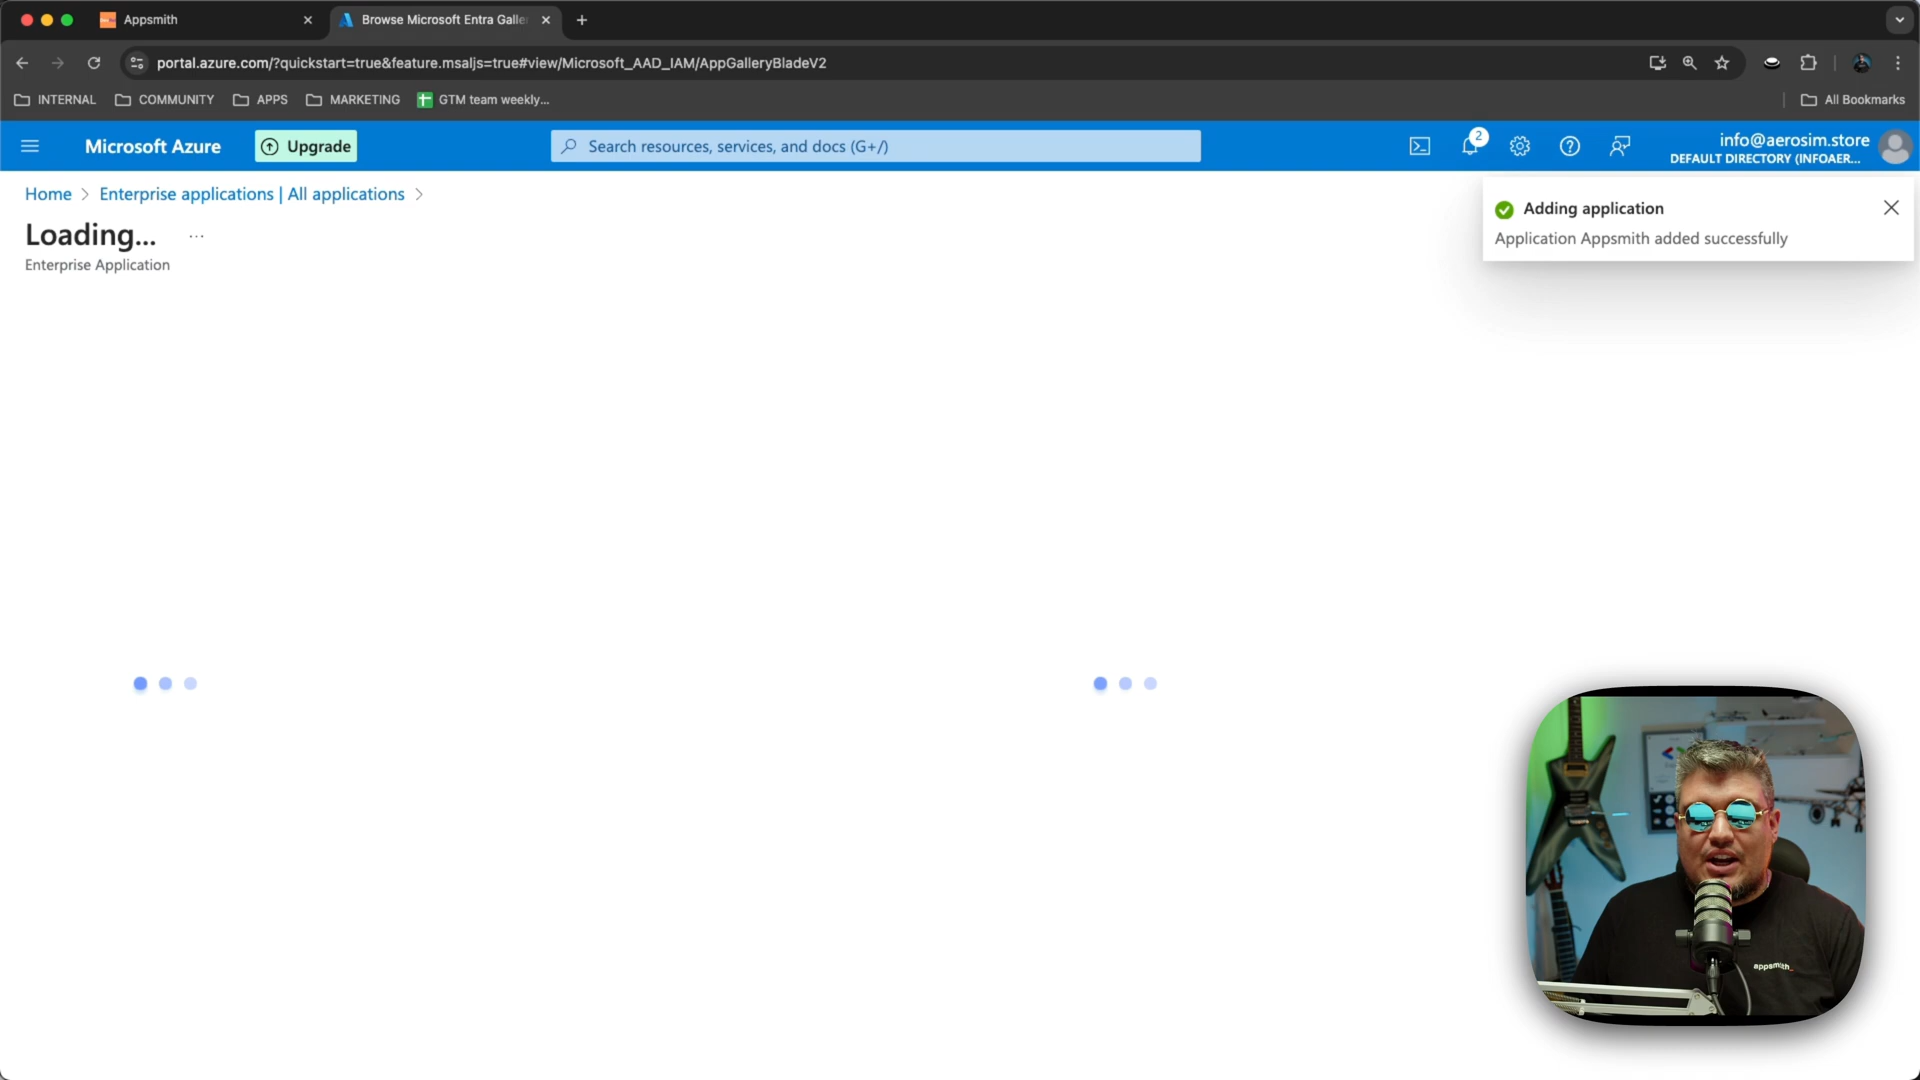 Appsmith
Browse Microsoft Entra Galle
portal.azure.com/?quickstart=true&feature.msaljs=true#view/Microsoft_AAD_IAM/AppGalleryBladeV2
INTERNAL
COMMUNITY
APPS
MARKETING
GTM team weekly...
All Bookmarks
Microsoft Azure
Upgrade
Search resources, services, and docs (G+/)
2
info@aerosim.store
DEFAULT DIRECTORY (INFOAER...
Home > Enterprise applications | All applications >
Loading...
Enterprise Application
Adding application
Application Appsmith added successfully
appsmith_